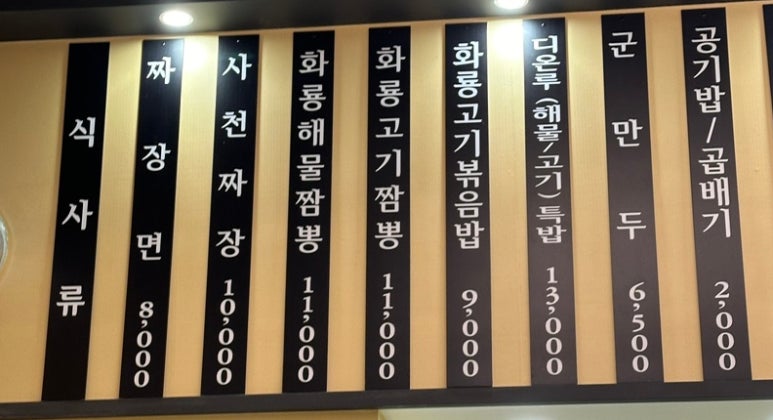 식사류
짜장면 8,000
사천짜장 10,000
화룡해물짬뽕 11,000
화룡고기짬뽕 11,000
화룡고기볶음밥 9,000
디온루(해물/고기)특밥 13,000
군만두 6,500
공기밥/곱배기 2,000